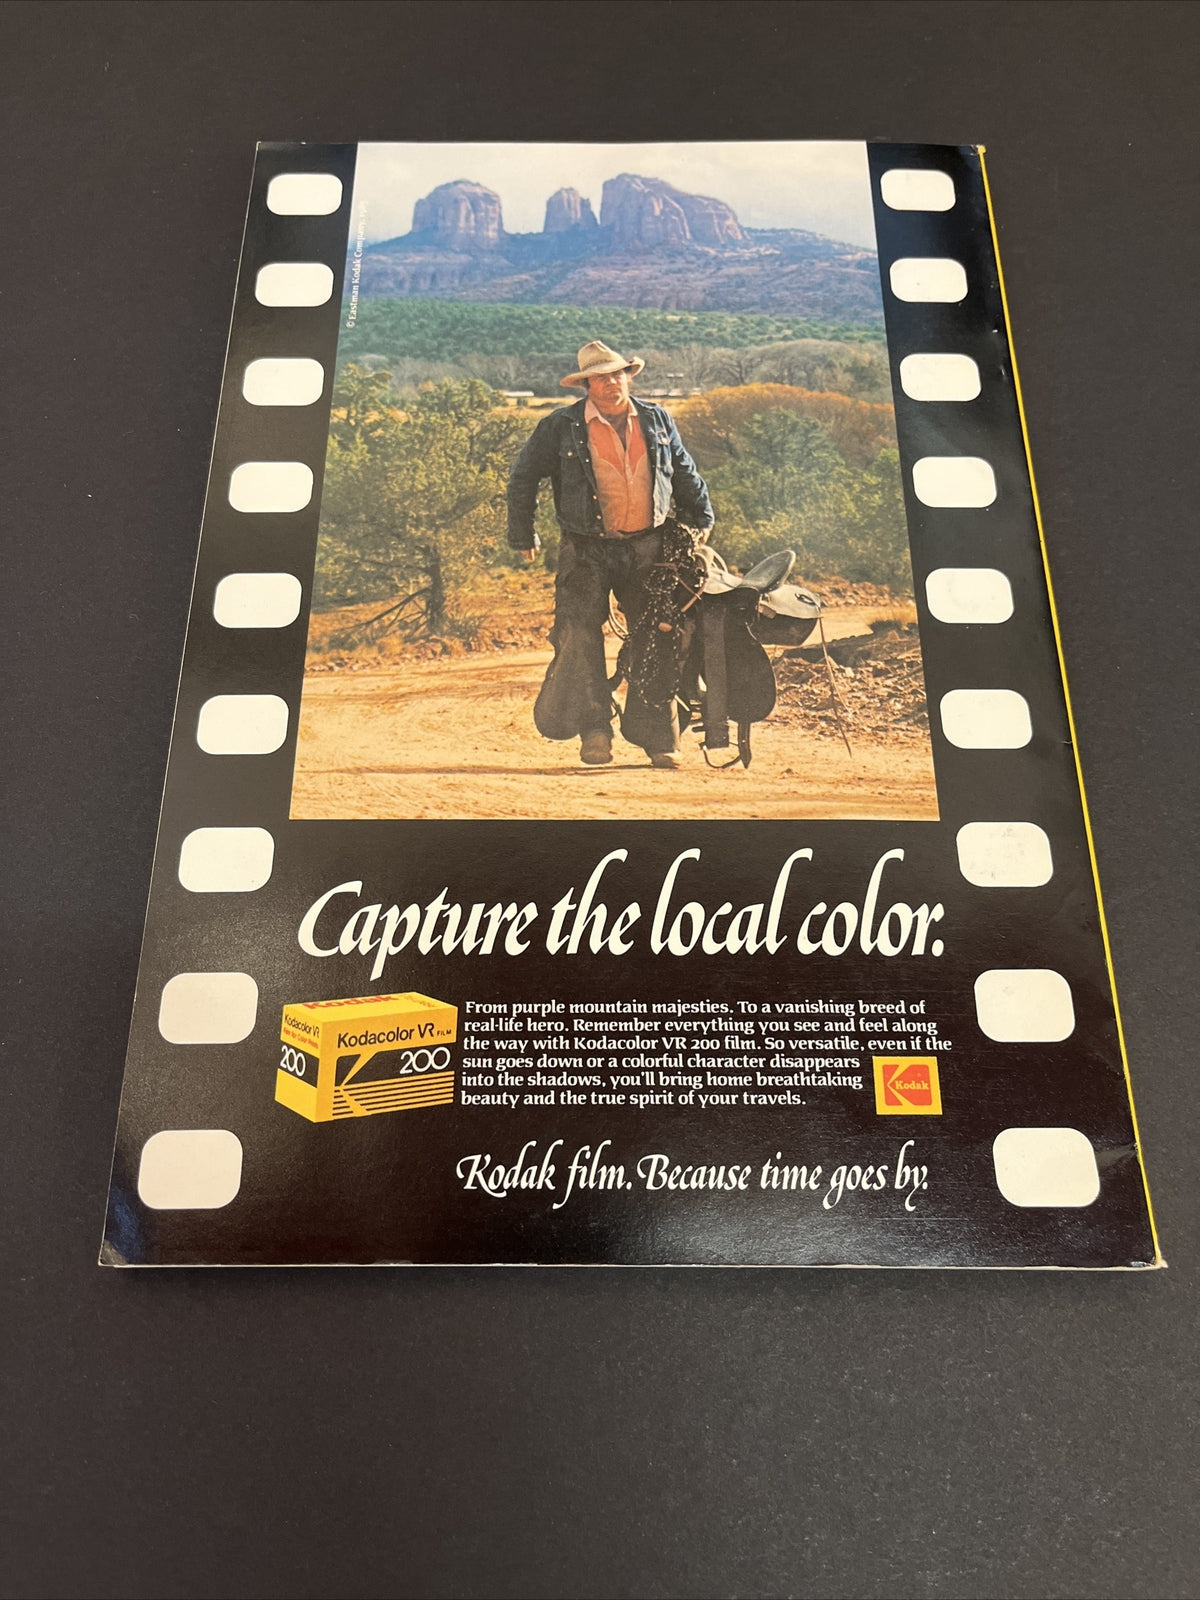 © Eastman Kodak Company, 1985
Capture the local color.
Kodak
Kodacolor VR
200
Kodacolor VR FILM
200
From purple mountain majesties. To a vanishing breed of
real-life hero. Remember everything you see and feel along
the way with Kodacolor VR 200 film. So versatile, even if the
sun goes down or a colorful character disappears
into the shadows, you'll bring home breathtaking
beauty and the true spirit of your travels.
Kodak
Kodak film. Because time goes by.